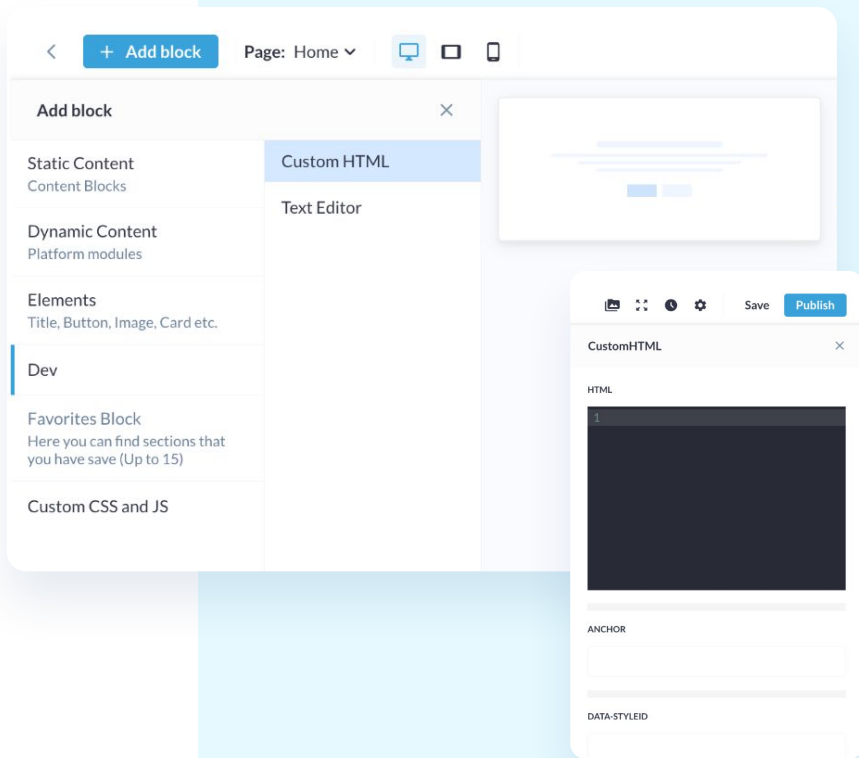 + Add block
Page: Home
Add block
Static Content
Content Blocks
Dynamic Content
Platform modules
Elements
Title, Button, Image, Card etc.
Dev
Favorites Block
Here you can find sections that
you have save (Up to 15)
Custom CSS and JS
Custom HTML
Text Editor
Save
Publish
CustomHTML
HTML
1
ANCHOR
DATA-STYLEID